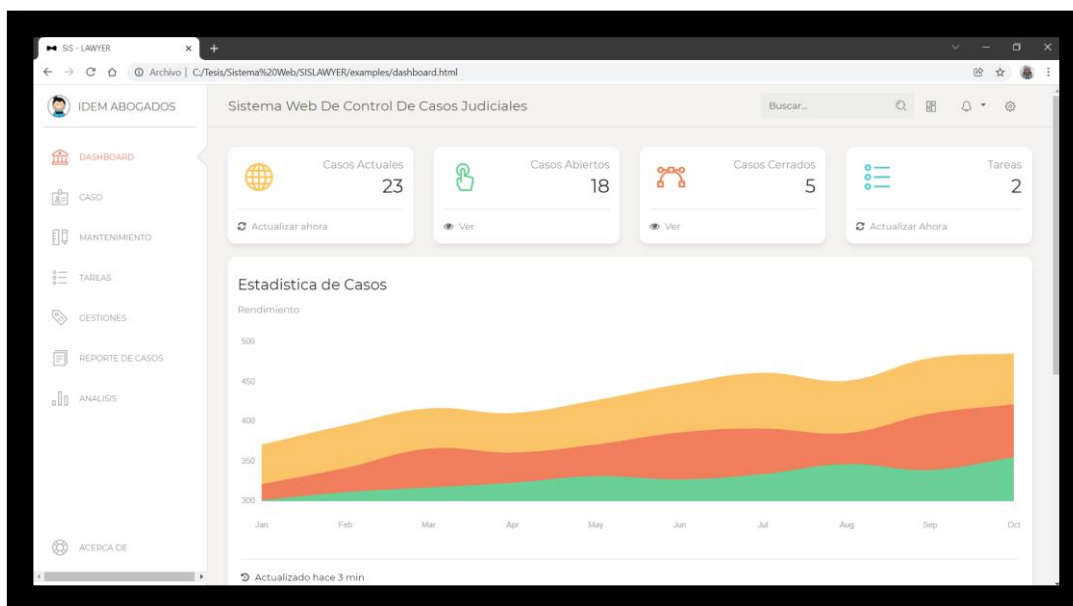 SIS - LAWYER
Archivo | C:/Tesis/Sistema%20Web/SISLAWYER/examples/dashboard.html
IDEM ABOGADOS
Sistema Web De Control De Casos Judiciales
Buscar...
DASHBOARD
CASO
MANTENIMIENTO
TAREAS
GESTIONES
REPORTE DE CASOS
ANALISIS
ACERCA DE
Casos Actuales
23
Actualizar ahora
Casos Abiertos
18
Ver
Casos Cerrados
5
Ver
Tareas
2
Actualizar Ahora
Estadistica de Casos
Rendimiento
500
450
400
350
300
Jan Feb Mar Apr May Jun Jul Aug Sep Oct
Actualizado hace 3 min